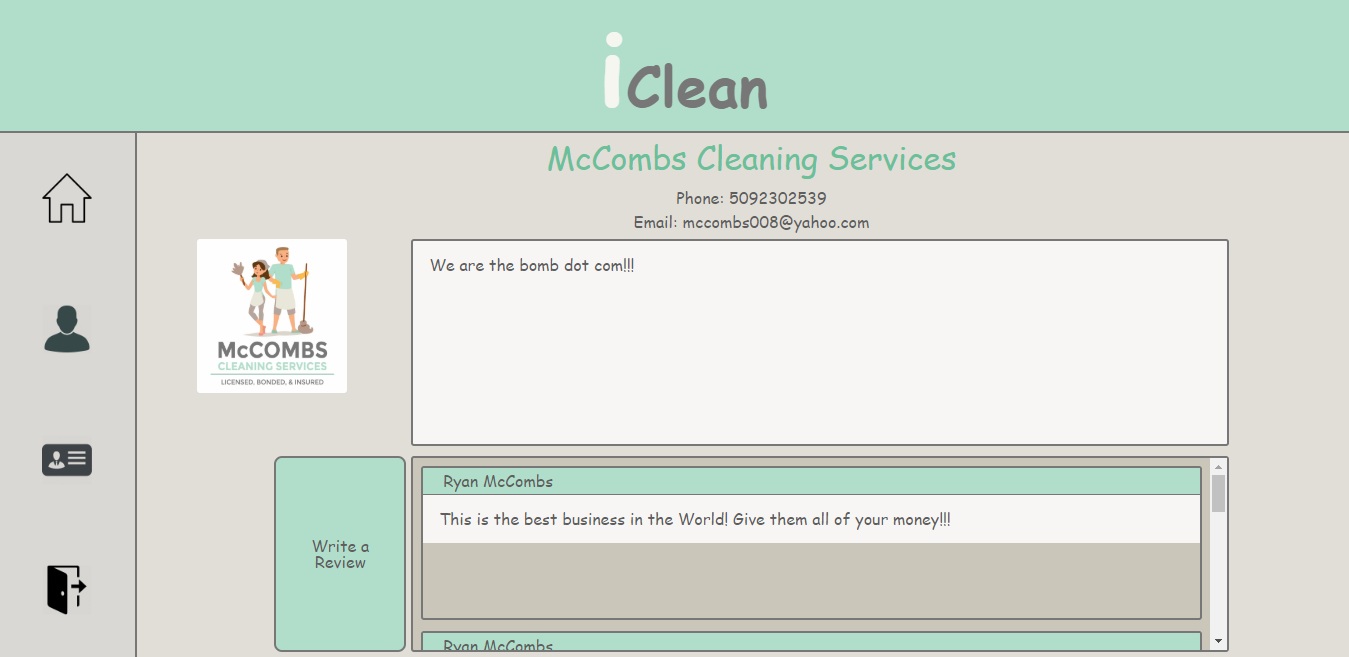 iClean
McCombs Cleaning Services
Phone: 5092302539
Email: mccombs008@yahoo.com
McCOMBS
CLEANING SERVICES
LICENSED, BONDED, & INSURED
We are the bomb dot com!!!
Write a
Review
Ryan McCombs
This is the best business in the World! Give them all of your money!!!
Ryan McCombs